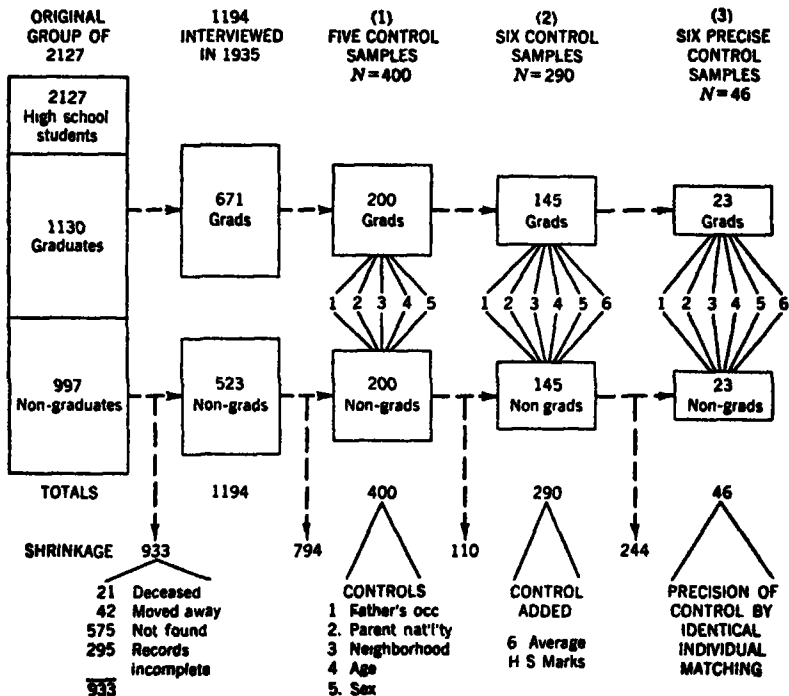 ORIGINAL
GROUP OF
2127
1194
INTERVIEWED
IN 1935
(1)
FIVE CONTROL
SAMPLES
N=400
(2)
SIX CONTROL
SAMPLES
N=290
(3)
SIX PRECISE
CONTROL
SAMPLES
N=46
2127
High school
students
1130
Graduates
671
Grads
200
Grads
145
Grads
23
Grads
1 2 3 4 5
1 2 3 4 5 6
1 2 3 4 5 6
997
Non-graduates
523
Non-grads
200
Non-grads
145
Non grads
23
Non-grads
TOTALS 1194 400 290 46
SHRINKAGE 933 794 110 244
21 Deceased
42 Moved away
575 Not found
295 Records
incomplete
933
CONTROLS
1 Father's occ
2. Parent nat'l'ty
3 Neighborhood
4 Age
5. Sex
CONTROL
ADDED
6 Average
H S Marks
PRECISION OF
CONTROL BY
IDENTICAL
INDIVIDUAL
MATCHING